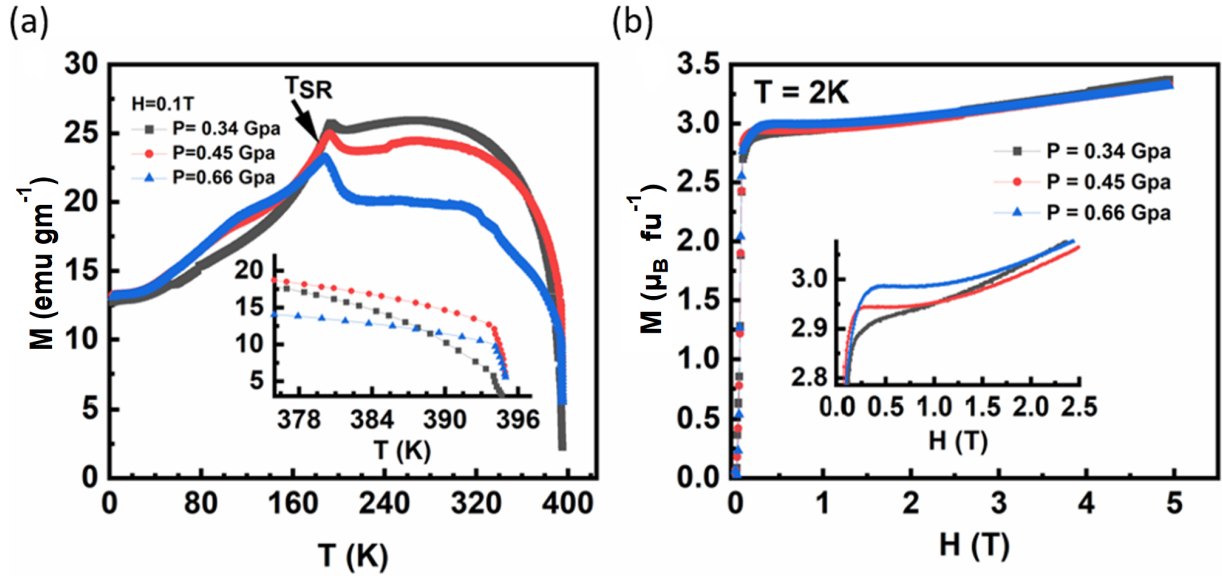 (a)
30
25
20
15
10
5
0
M (emu gm⁻¹)
H=0.1T
P= 0.34 Gpa
P=0.45 Gpa
P=0.66 Gpa
T_SR
20
15
10
5
378 384 390 396
T (K)
0 80 160 240 320 400
T (K)
(b)
3.5
3.0
2.5
2.0
1.5
1.0
0.5
0.0
M (μ_B fu⁻¹)
T = 2K
P = 0.34 Gpa
P = 0.45 Gpa
P = 0.66 Gpa
3.0
2.9
2.8
0.0 0.5 1.0 1.5 2.0 2.5
H (T)
0 1 2 3 4 5
H (T)